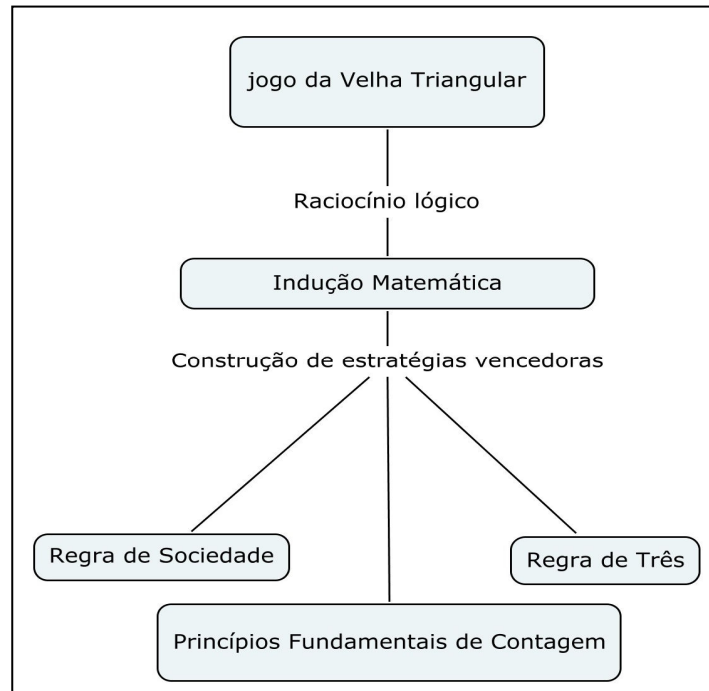 jogo da Velha Triangular
Raciocínio lógico
Indução Matemática
Construção de estratégias vencedoras
Regra de Sociedade
Regra de Três
Princípios Fundamentais de Contagem